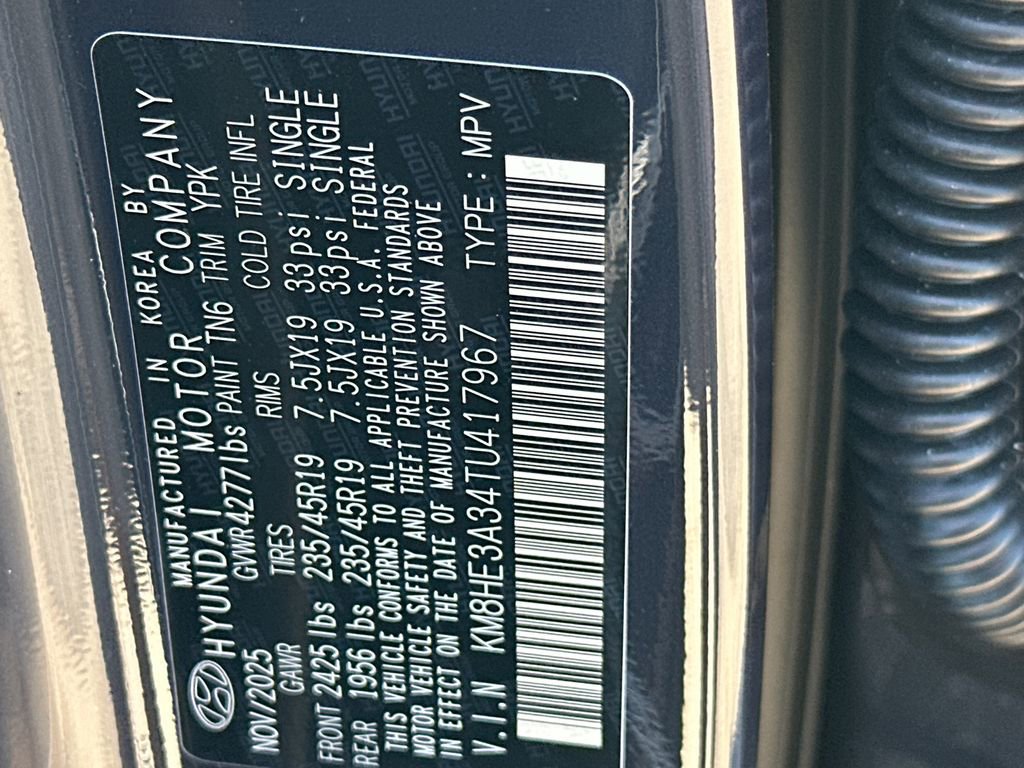 MANUFACTURED IN KOREA BY
HYUNDAI MOTOR COMPANY
NOV/2025 GVWR 4277lbs PAINT TN6 TRIM YPK
GAWR TIRES RIMS COLD TIRE INFL
FRONT 2425 lbs 235/45R19 7.5JX19 33psi SINGLE
REAR 1956 lbs 235/45R19 7.5JX19 33psi SINGLE
THIS VEHICLE CONFORMS TO ALL APPLICABLE U.S.A. FEDERAL
MOTOR VEHICLE SAFETY AND THEFT PREVENTION STANDARDS
IN EFFECT ON THE DATE OF MANUFACTURE SHOWN ABOVE
V.I.N KM8HE3A34TU417967 TYPE : MPV